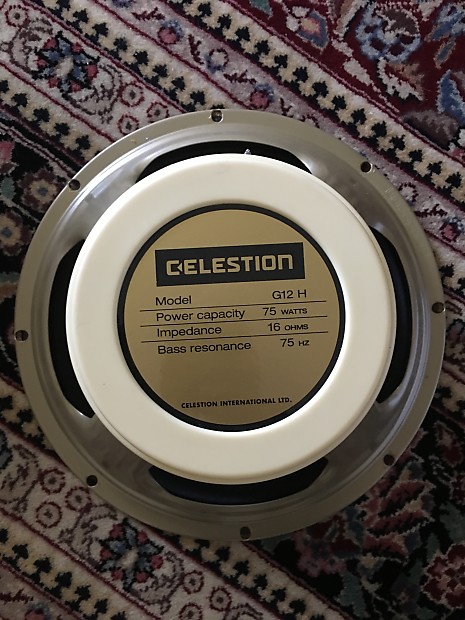 CELESTION
Model G12 H
Power capacity 75 WATTS
Impedance 16 OHMS
Bass resonance 75 HZ
CELESTION INTERNATIONAL LTD.